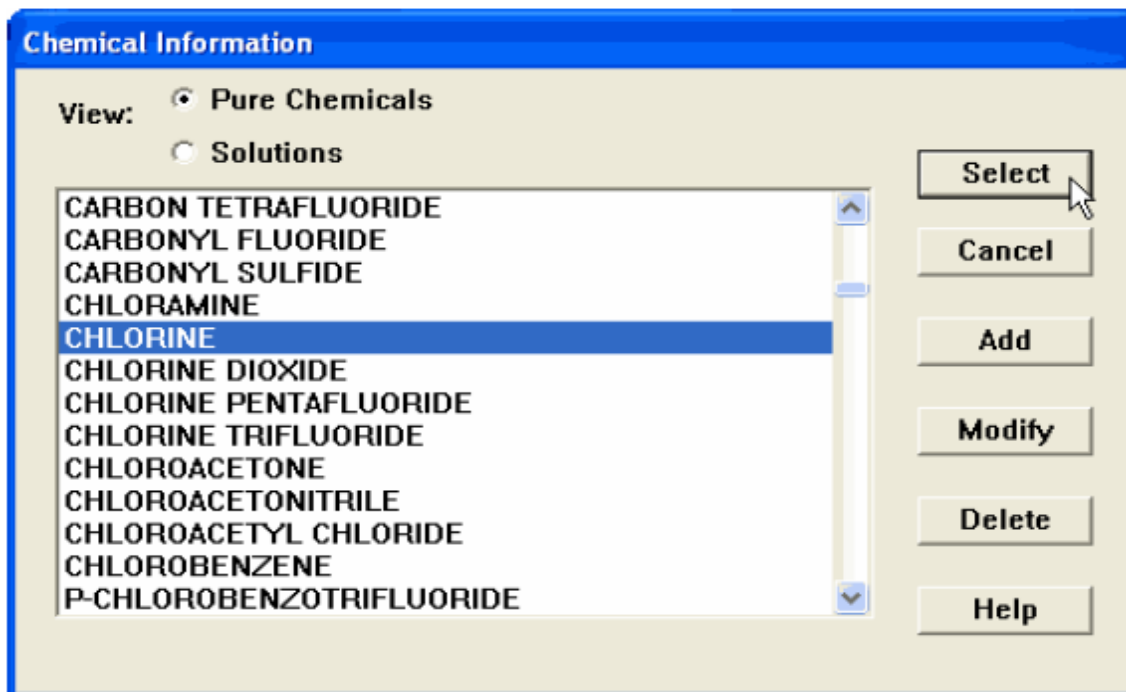 Chemical Information
View:
Pure Chemicals
Solutions
CARBON TETRAFLUORIDE
CARBONYL FLUORIDE
CARBONYL SULFIDE
CHLORAMINE
CHLORINE
CHLORINE DIOXIDE
CHLORINE PENTAFLUORIDE
CHLORINE TRIFLUORIDE
CHLOROACETONE
CHLOROACETONITRILE
CHLOROACETYL CHLORIDE
CHLOROBENZENE
P-CHLOROBENZOTRIFLUORIDE
Select
Cancel
Add
Modify
Delete
Help